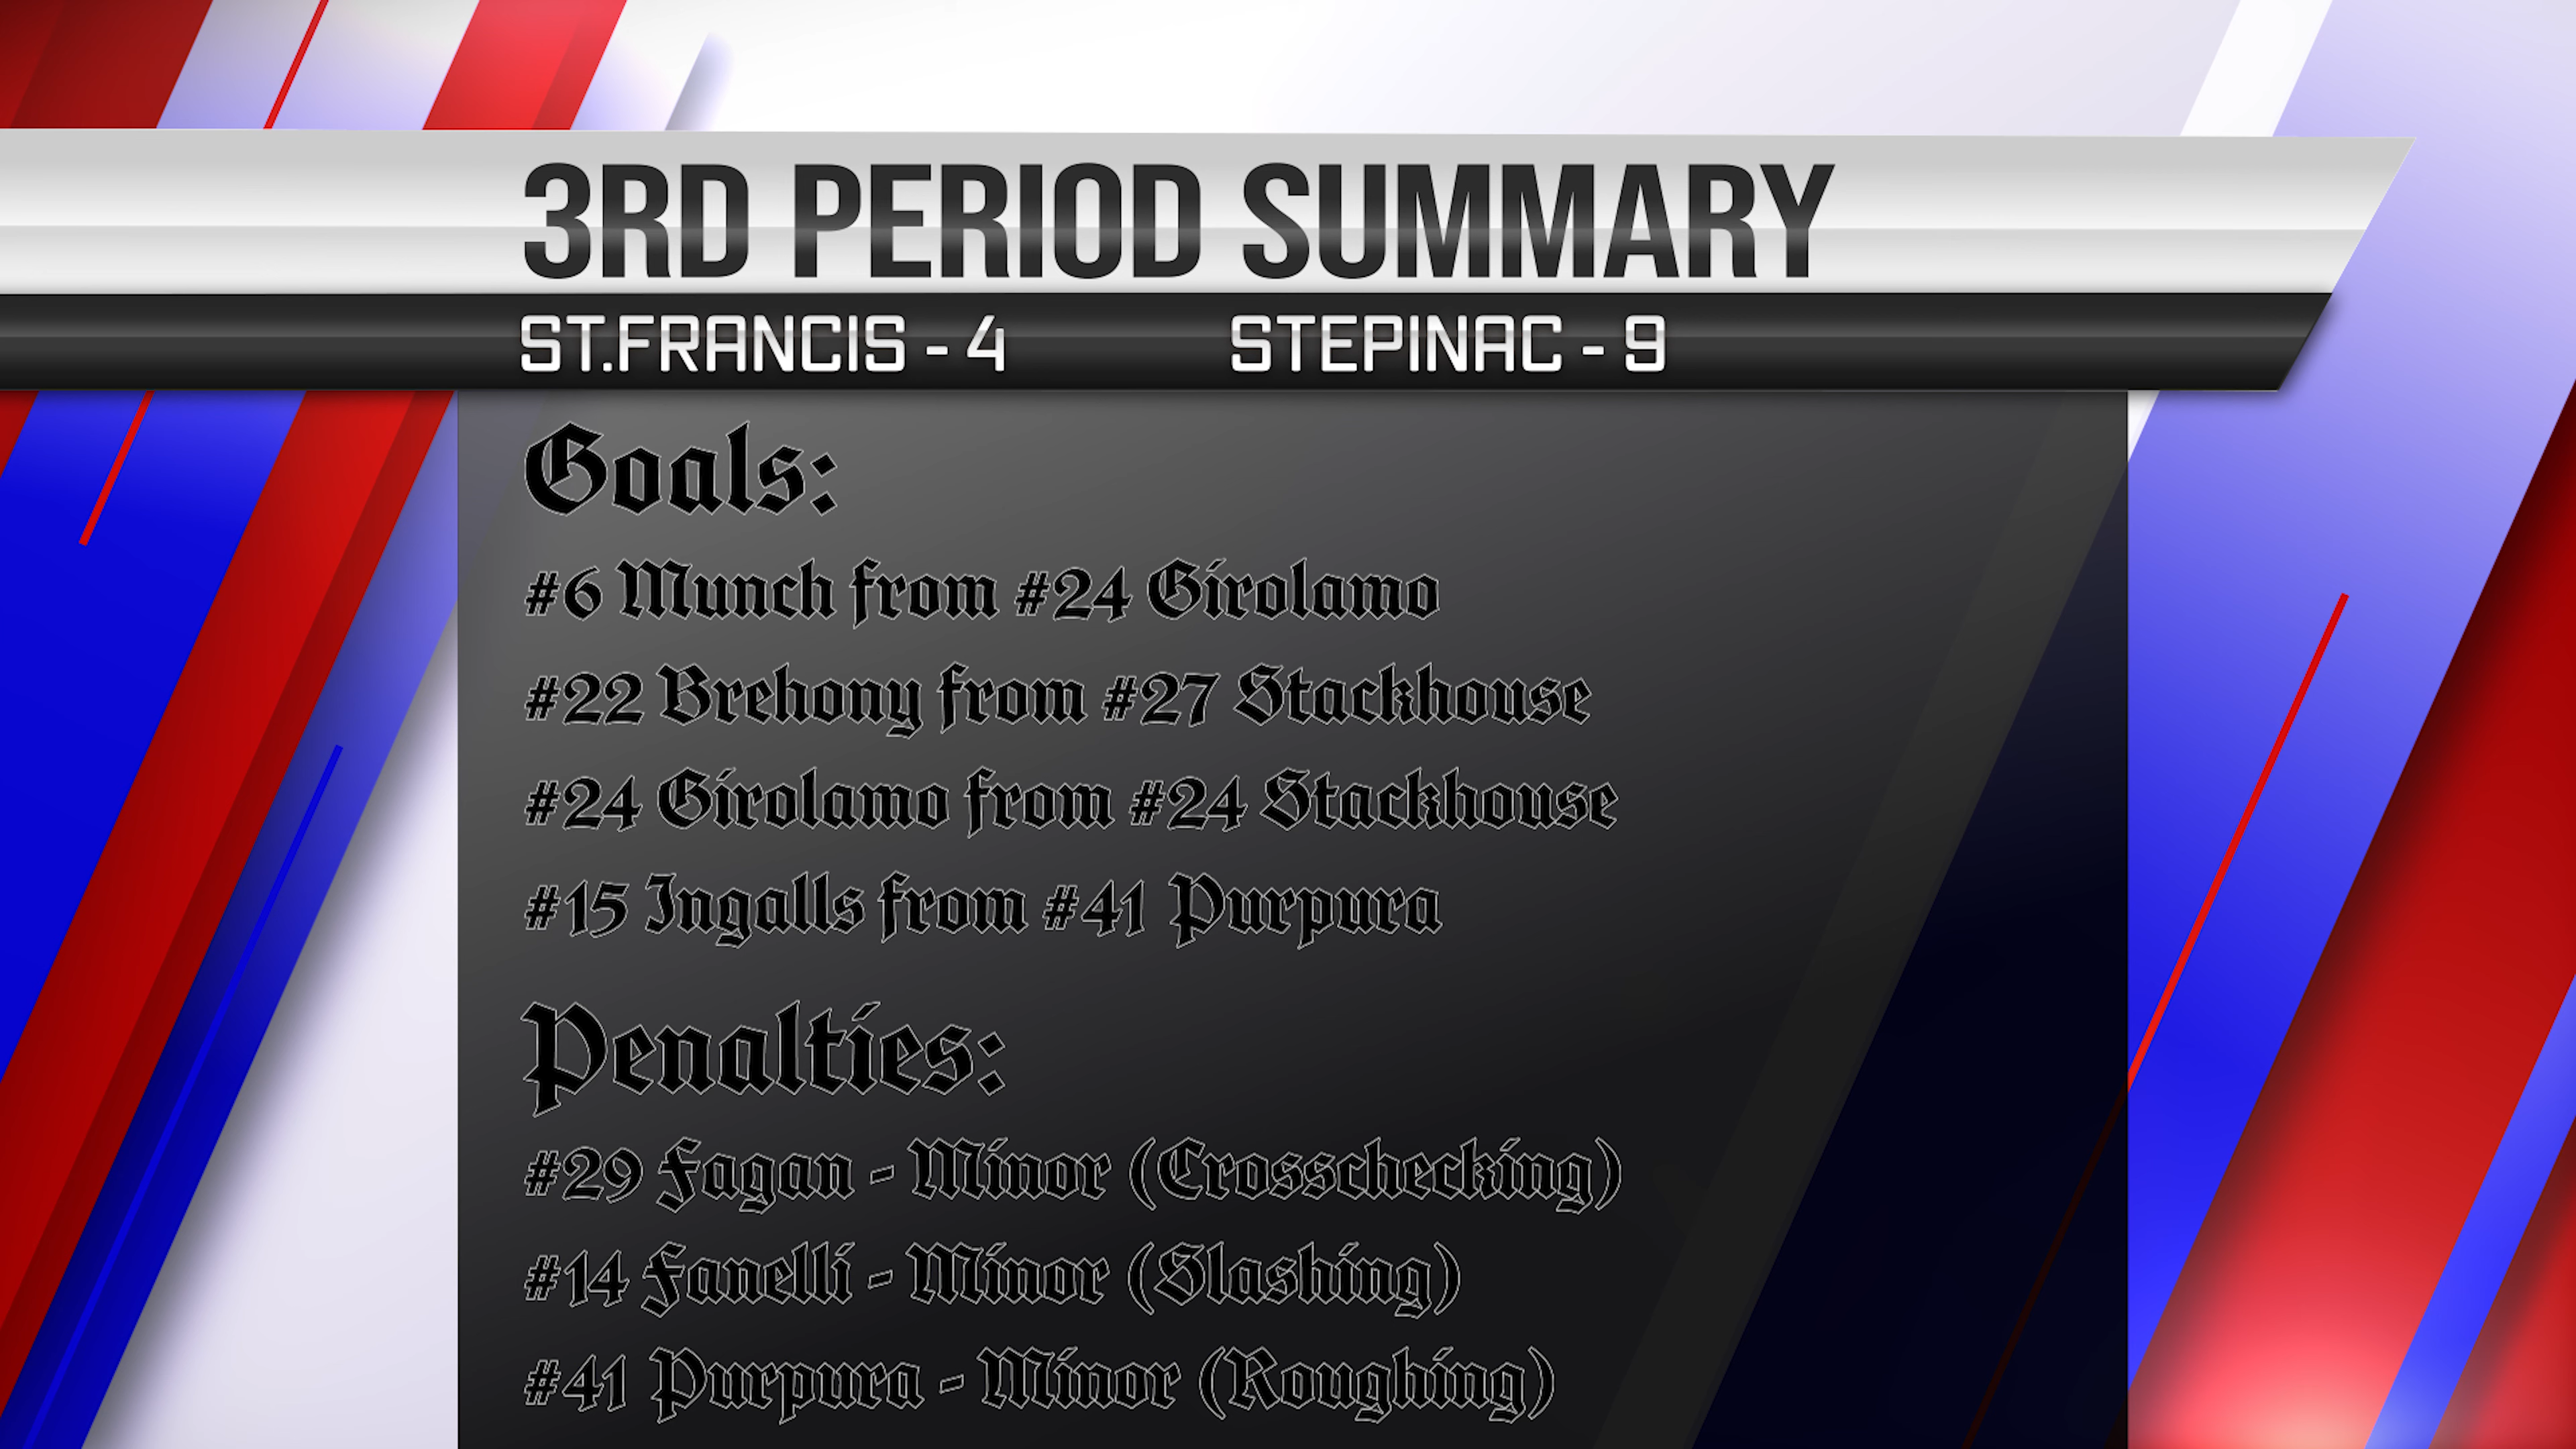 3RD PERIOD SUMMARY
ST.FRANCIS - 4 STEPINAC - 9
Goals:
#6 Munch from #24 Girolamo
#22 Brehony from #27 Stackhouse
#24 Girolamo from #24 Stackhouse
#15 Ingalls from #41 Purpura
Penalties:
#29 Fagan - Minor (Crosschecking)
#14 Fanelli - Minor (Slashing)
#41 Purpura - Minor (Roughing)